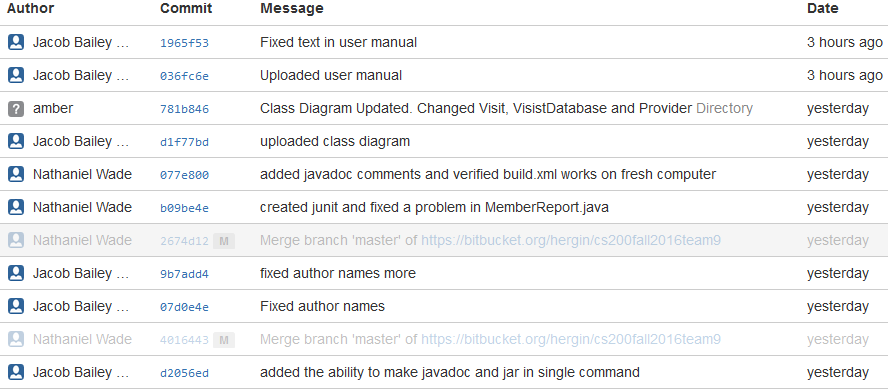 Author Commit Message Date
Jacob Bailey ... 1965f53 Fixed text in user manual 3 hours ago
Jacob Bailey ... 036fc6e Uploaded user manual 3 hours ago
? amber 781b846 Class Diagram Updated. Changed Visit, VisistDatabase and Provider Directory yesterday
Jacob Bailey ... d1f77bd uploaded class diagram yesterday
Nathaniel Wade 077e800 added javadoc comments and verified build.xml works on fresh computer yesterday
Nathaniel Wade b09be4e created junit and fixed a problem in MemberReport.java yesterday
Nathaniel Wade 2674d12 M Merge branch 'master' of https://bitbucket.org/hergin/cs200fall2016team9 yesterday
Jacob Bailey ... 9b7add4 fixed author names more yesterday
Jacob Bailey ... 07d0e4e Fixed author names yesterday
Nathaniel Wade 4016443 M Merge branch 'master' of https://bitbucket.org/hergin/cs200fall2016team9 yesterday
Jacob Bailey ... d2056ed added the ability to make javadoc and jar in single command yesterday